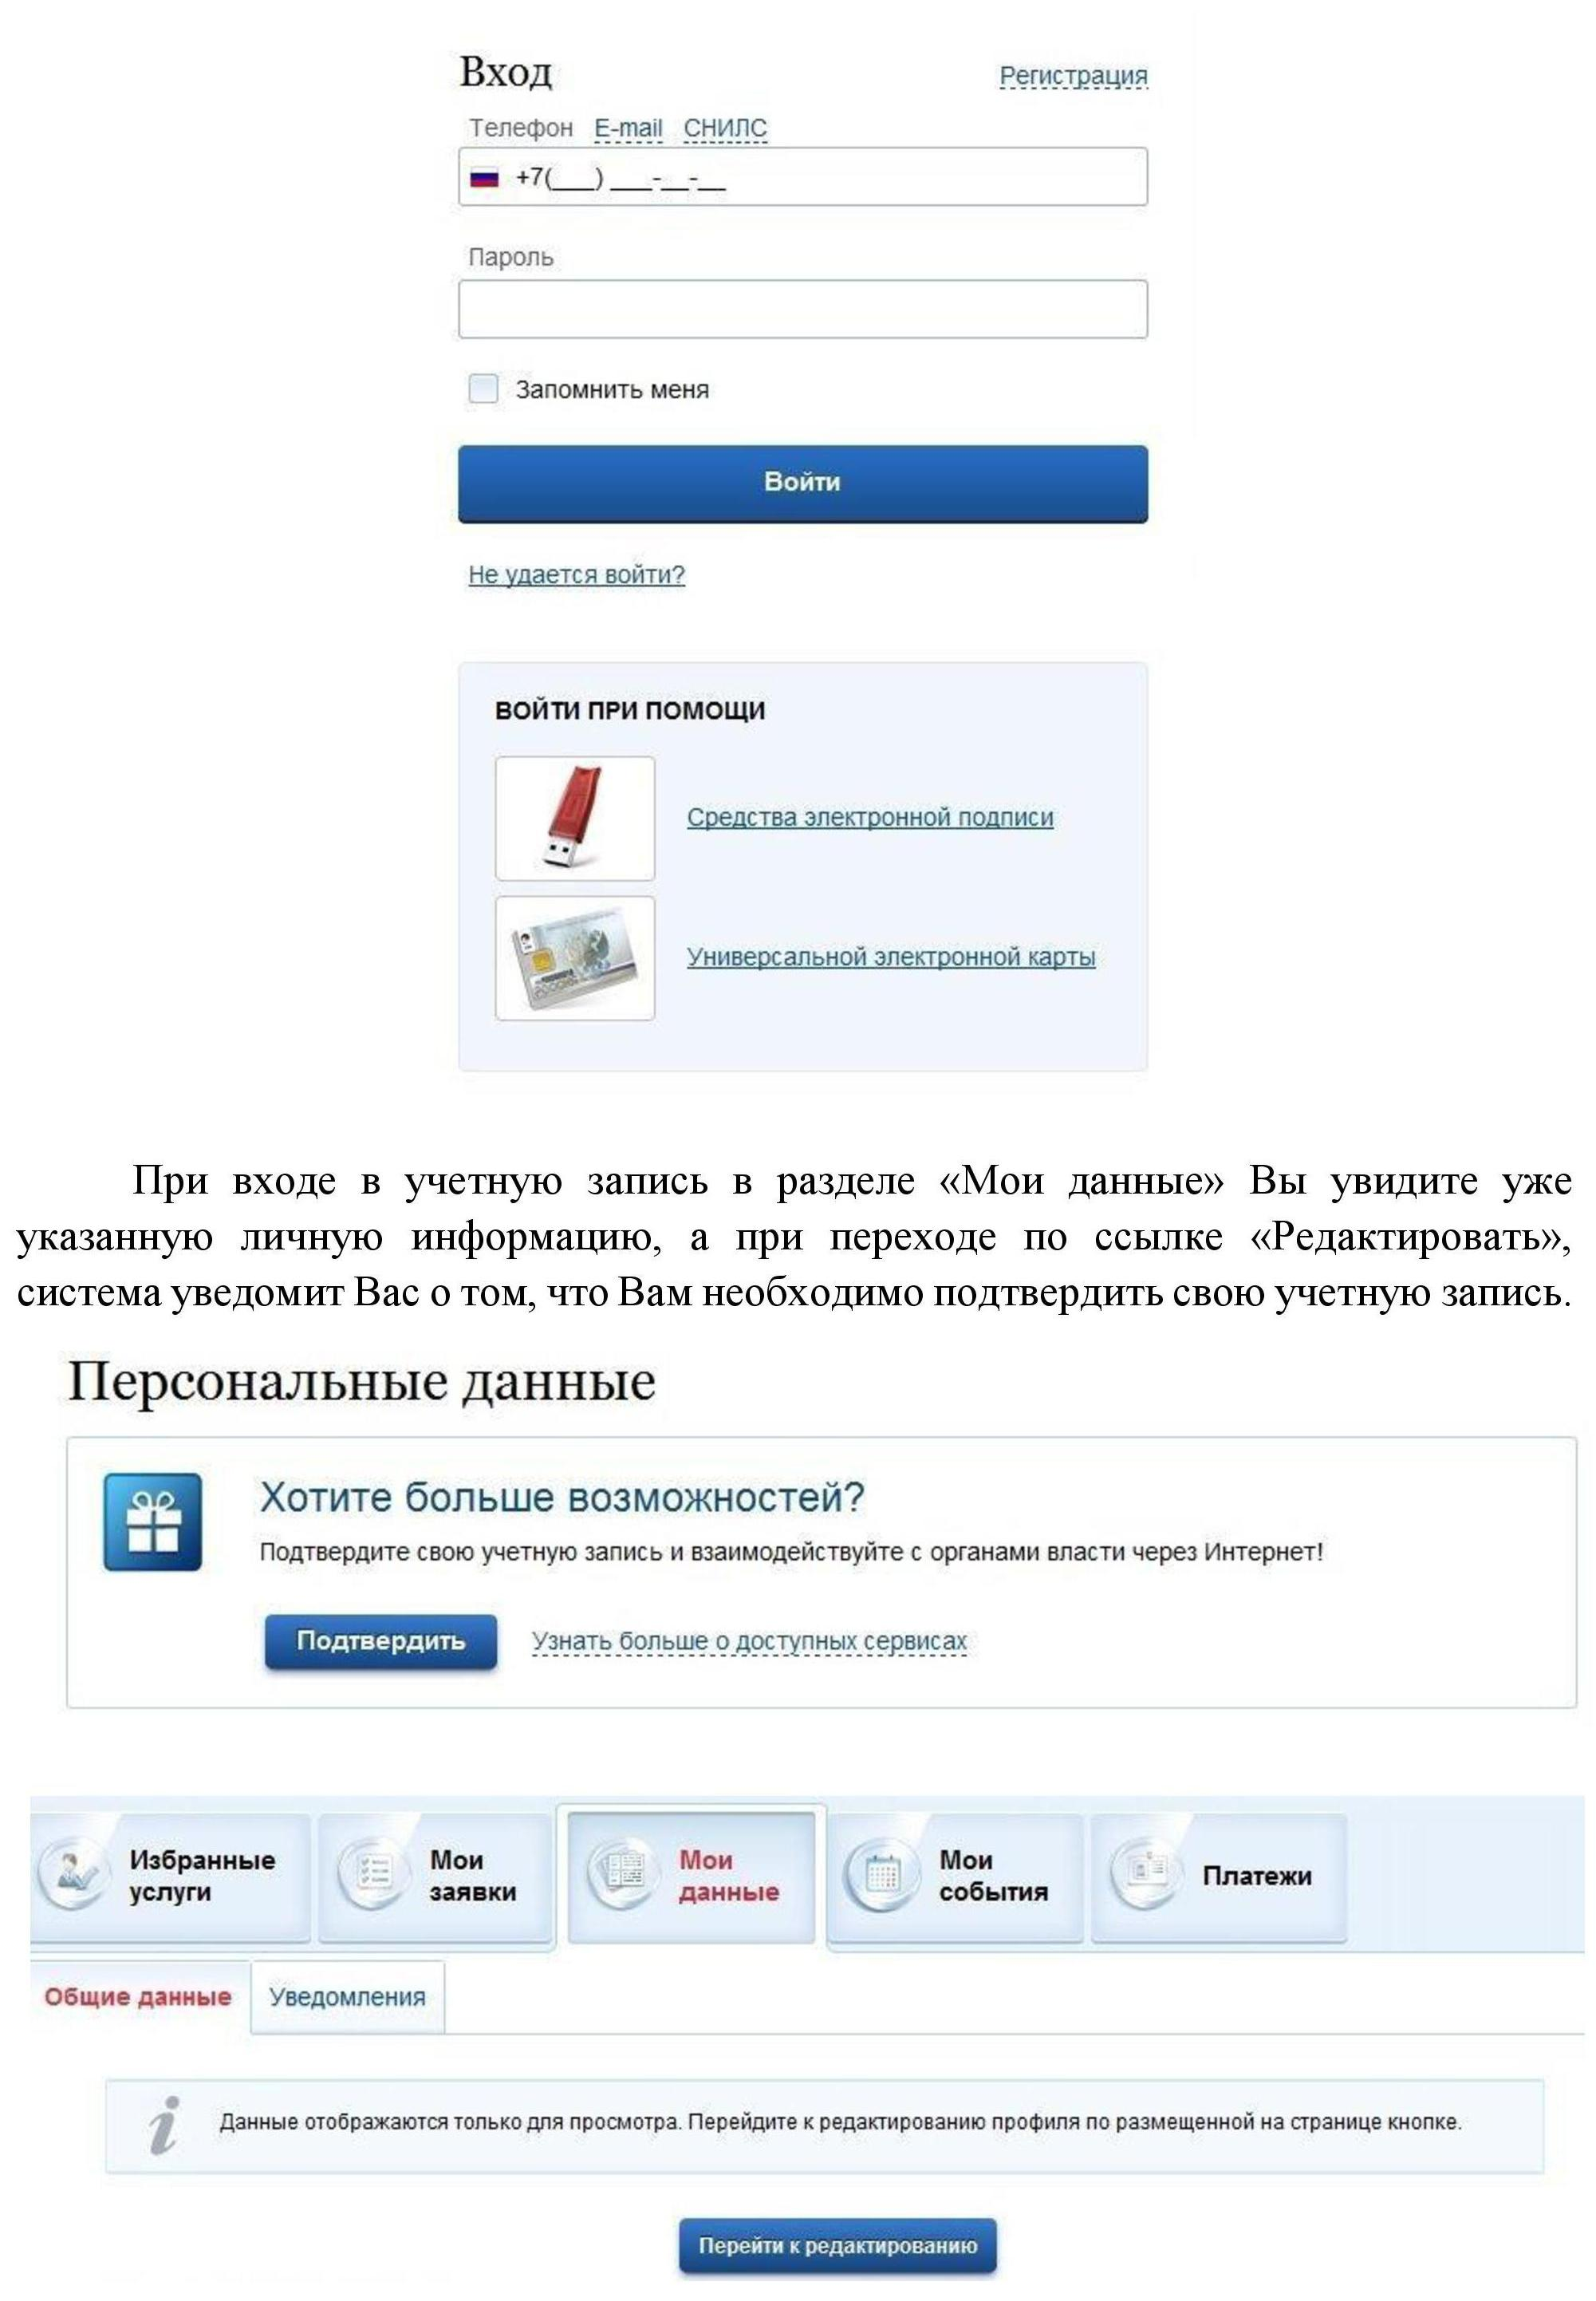 Вход
Регистрация
Телефон E-mail СНИЛС
+7(___) ___-__-__
Пароль
Запомнить меня
Войти
Не удается войти?
ВОЙТИ ПРИ ПОМОЩИ
Средства электронной подписи
Универсальной электронной карты
При входе в учетную запись в разделе «Мои данные» Вы увидите уже
указанную личную информацию, а при переходе по ссылке «Редактировать»,
система уведомит Вас о том, что Вам необходимо подтвердить свою учетную запись.
Персональные данные
Хотите больше возможностей?
Подтвердите свою учетную запись и взаимодействуйте с органами власти через Интернет!
Подтвердить
Узнать больше о доступных сервисах
Избранные
услуги
Мои
заявки
Мои
данные
Мои
события
Платежи
Общие данные
Уведомления
Данные отображаются только для просмотра. Перейдите к редактированию профиля по размещенной на странице кнопке.
Перейти к редактированию